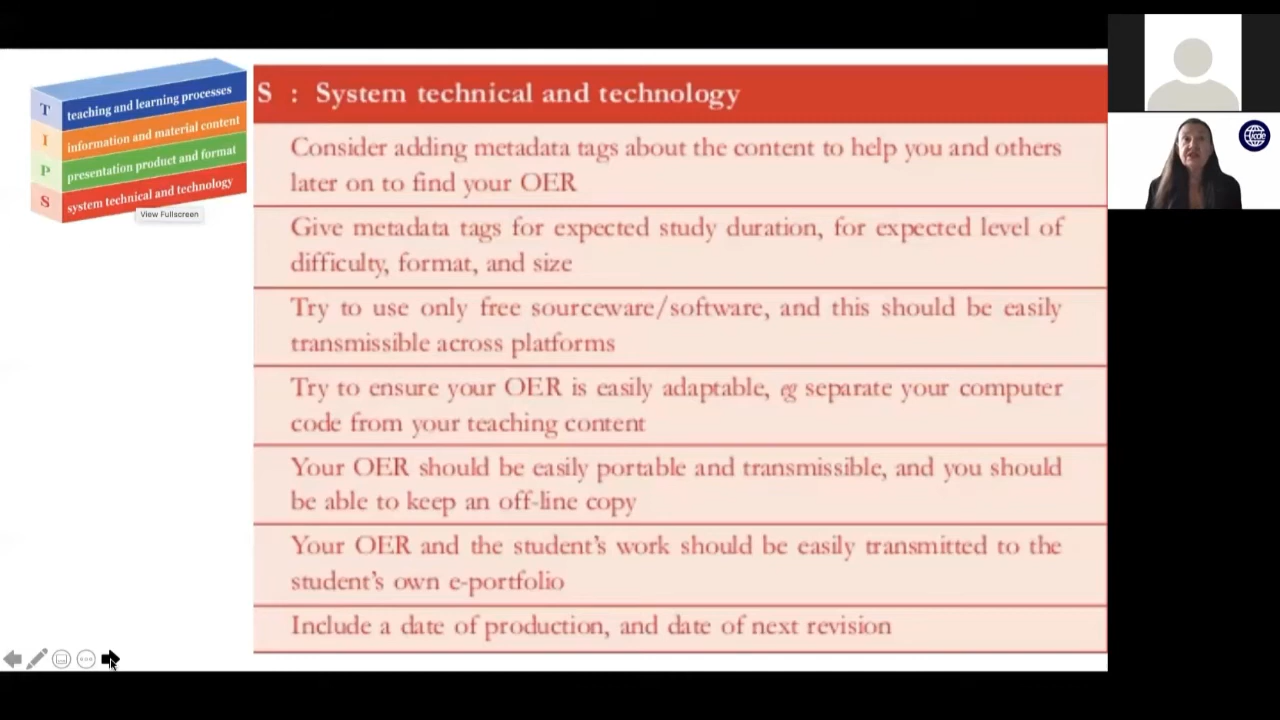 T teaching and learning processes
I information and material content
P presentation product and format
S system technical and technology
View Fullscreen
S : System technical and technology
Consider adding metadata tags about the content to help you and others
later on to find your OER
Give metadata tags for expected study duration, for expected level of
difficulty, format, and size
Try to use only free sourceware/software, and this should be easily
transmissible across platforms
Try to ensure your OER is easily adaptable, eg separate your computer
code from your teaching content
Your OER should be easily portable and transmissible, and you should
be able to keep an off-line copy
Your OER and the student's work should be easily transmitted to the
student's own e-portfolio
Include a date of production, and date of next revision